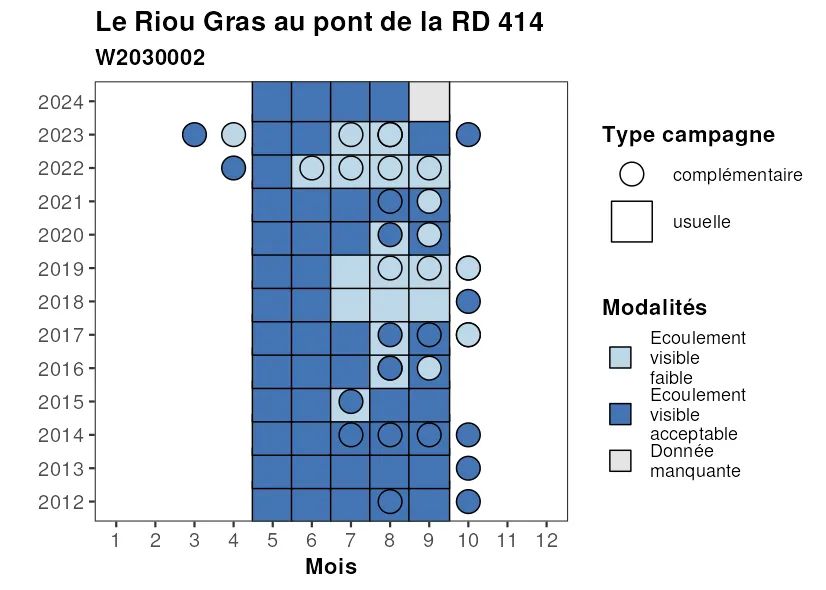 Le Riou Gras au pont de la RD 414
W2030002
2024
2023
2022
2021
2020
2019
2018
2017
2016
2015
2014
2013
2012
1 2 3 4 5 6 7 8 9 10 11 12
Mois
Type campagne
complémentaire
usuelle
Modalités
Ecoulement
visible
faible
Ecoulement
visible
acceptable
Donnée
manquante